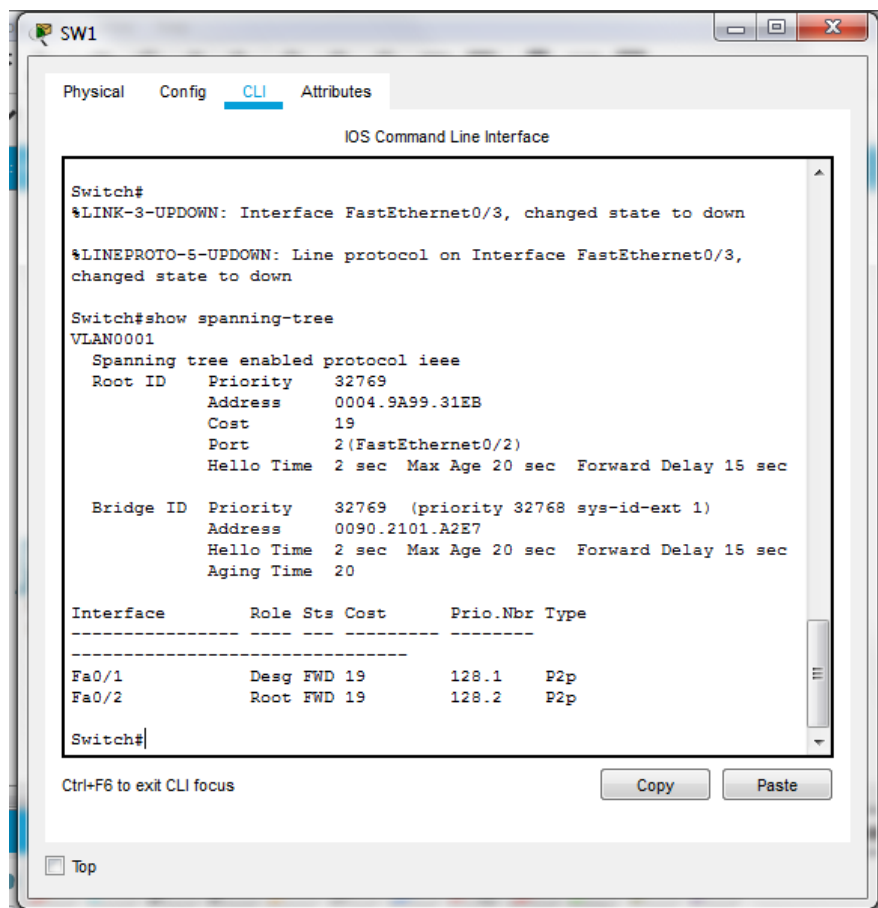 SW1
Physical Config CLI Attributes
IOS Command Line Interface
Switch#
%LINK-3-UPDOWN: Interface FastEthernet0/3, changed state to down
%LINEPROTO-5-UPDOWN: Line protocol on Interface FastEthernet0/3,
changed state to down
Switch#show spanning-tree
VLAN0001
  Spanning tree enabled protocol ieee
  Root ID    Priority    32769
             Address     0004.9A99.31EB
             Cost        19
             Port        2(FastEthernet0/2)
             Hello Time  2 sec  Max Age 20 sec  Forward Delay 15 sec
  Bridge ID  Priority    32769  (priority 32768 sys-id-ext 1)
             Address     0090.2101.A2E7
             Hello Time  2 sec  Max Age 20 sec  Forward Delay 15 sec
             Aging Time  20
Interface        Role Sts Cost      Prio.Nbr Type
---------------- ---- --- --------- --------
--------------------------------
Fa0/1            Desg FWD 19        128.1    P2p
Fa0/2            Root FWD 19        128.2    P2p
Switch#
Ctrl+F6 to exit CLI focus
Copy Paste
Top